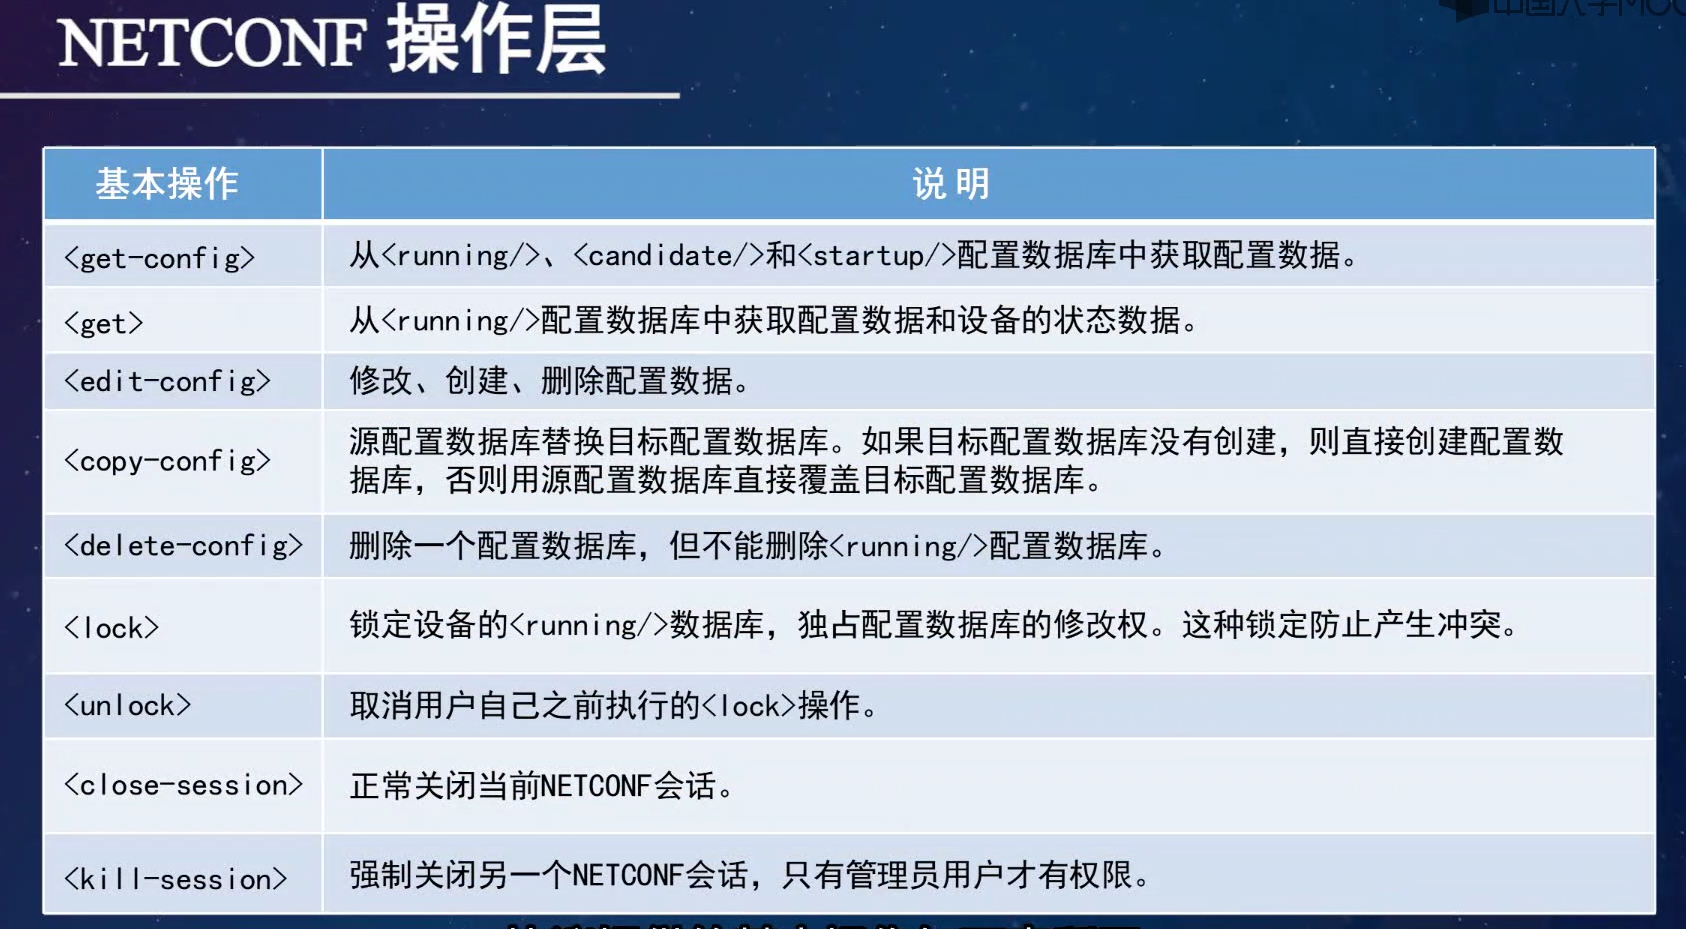 中国大学MOOC
NETCONF 操作层
基本操作 说 明
<get-config> 从<running/>、<candidate/>和<startup/>配置数据库中获取配置数据。
<get> 从<running/>配置数据库中获取配置数据和设备的状态数据。
<edit-config> 修改、创建、删除配置数据。
<copy-config> 源配置数据库替换目标配置数据库。如果目标配置数据库没有创建，则直接创建配置数
据库，否则用源配置数据库直接覆盖目标配置数据库。
<delete-config> 删除一个配置数据库，但不能删除<running/>配置数据库。
<lock> 锁定设备的<running/>数据库，独占配置数据库的修改权。这种锁定防止产生冲突。
<unlock> 取消用户自己之前执行的<lock>操作。
<close-session> 正常关闭当前NETCONF会话。
<kill-session> 强制关闭另一个NETCONF会话，只有管理员用户才有权限。